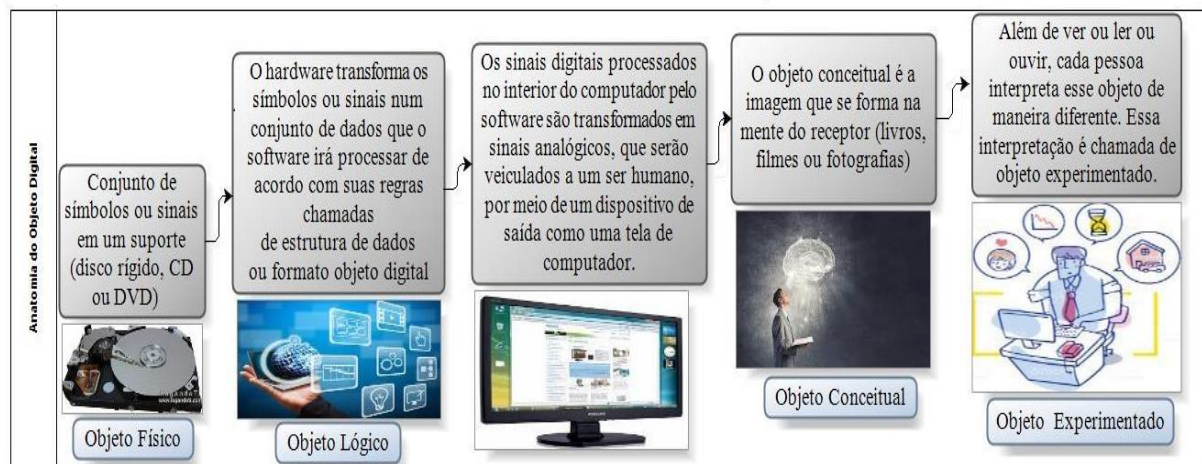 Anatomia do Objeto Digital
Conjunto de
símbolos ou sinais
em um suporte
(disco rígido, CD
ou DVD)
Objeto Físico
O hardware transforma os
símbolos ou sinais num
conjunto de dados que o
software irá processar de
acordo com suas regras
chamadas
de estrutura de dados
ou formato objeto digital
Objeto Lógico
Os sinais digitais processados
no interior do computador pelo
software são transformados em
sinais analógicos, que serão
veiculados a um ser humano,
por meio de um dispositivo de
saída como uma tela de
computador.
PHILIPS
O objeto conceitual é a
imagem que se forma na
mente do receptor (livros,
filmes ou fotografias)
Objeto Conceitual
Além de ver ou ler ou
ouvir, cada pessoa
interpreta esse objeto de
maneira diferente. Essa
interpretação é chamada de
objeto experimentado.
Objeto Experimentado